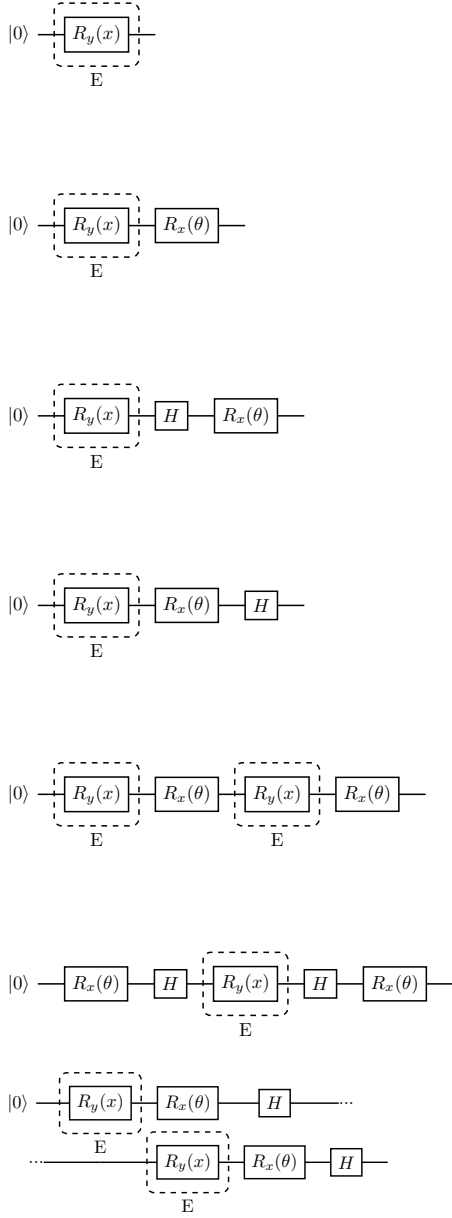 |0⟩ R_y(x)
E
|0⟩ R_y(x) R_x(θ)
E
|0⟩ R_y(x) H R_x(θ)
E
|0⟩ R_y(x) R_x(θ) H
E
|0⟩ R_y(x) R_x(θ) R_y(x) R_x(θ)
E E
|0⟩ R_x(θ) H R_y(x) H R_x(θ)
E
|0⟩ R_y(x) R_x(θ) H ...
E
... R_y(x) R_x(θ) H
E